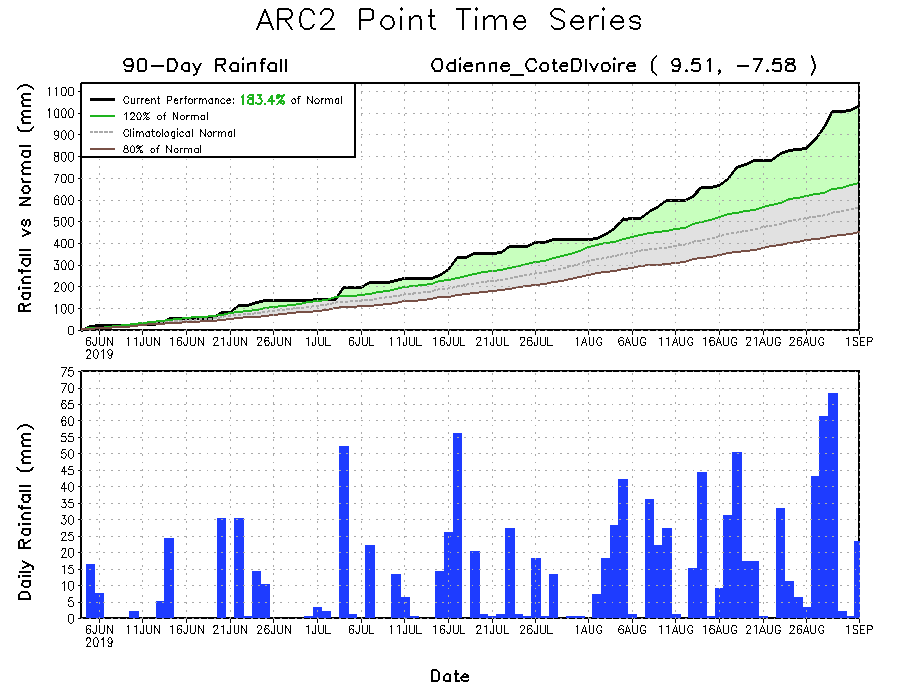 ARC2 Point Time Series
90-Day Rainfall
Odienne_CoteDIvoire ( 9.51, -7.58 )
Rainfall vs Normal (mm)
1100
1000
900
800
700
600
500
400
300
200
100
0
Current Performance: 183.4% of Normal
120% of Normal
Climatological Normal
80% of Normal
6JUN 11JUN 16JUN 21JUN 26JUN 1JUL 6JUL 11JUL 16JUL 21JUL 26JUL 1AUG 6AUG 11AUG 16AUG 21AUG 26AUG 1SEP
2019
Daily Rainfall (mm)
75
70
65
60
55
50
45
40
35
30
25
20
15
10
5
0
6JUN 11JUN 16JUN 21JUN 26JUN 1JUL 6JUL 11JUL 16JUL 21JUL 26JUL 1AUG 6AUG 11AUG 16AUG 21AUG 26AUG 1SEP
2019
Date